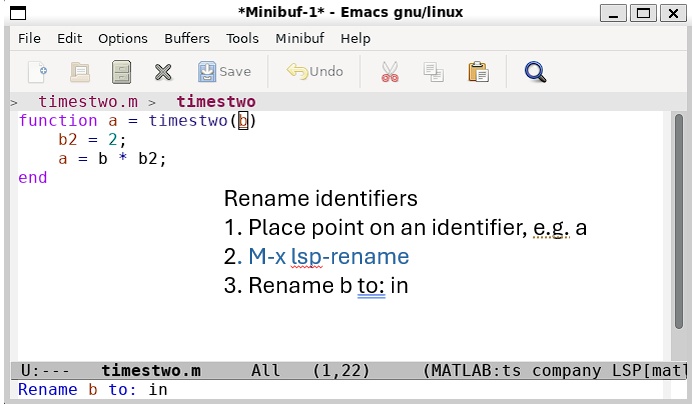 *Minibuf-1* - Emacs gnu/linux
File Edit Options Buffers Tools Minibuf Help
Save Undo
> timestwo.m > timestwo
function a = timestwo(b)
b2 = 2;
a = b * b2;
end
Rename identifiers
1. Place point on an identifier, e.g. a
2. M-x lsp-rename
3. Rename b to: in
U:--- timestwo.m All (1,22) (MATLAB:ts company LSP[matl
Rename b to: in